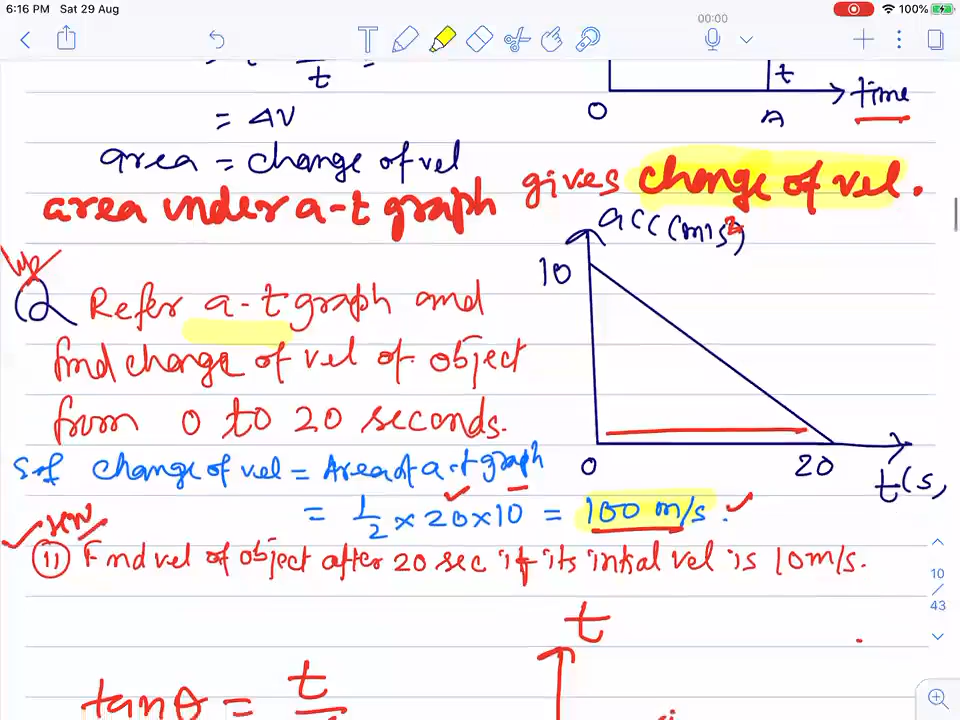 6:16 PM Sat 29 Aug
100%
00:00
t
= ΔV
t
0
A
time
area = change of vel
area under a-t graph gives change of vel.
acc (m/s²)
10
Q Refer a-t graph and
find change of vel of object
from 0 to 20 seconds.
0
20
t(s,
Sol change of vel = Area of a-t graph
= 1/2 × 20 × 10 = 100 m/s.
(11) Find vel of object after 20 sec if its intial vel is 10m/s.
10
/
43
t
tanθ = t